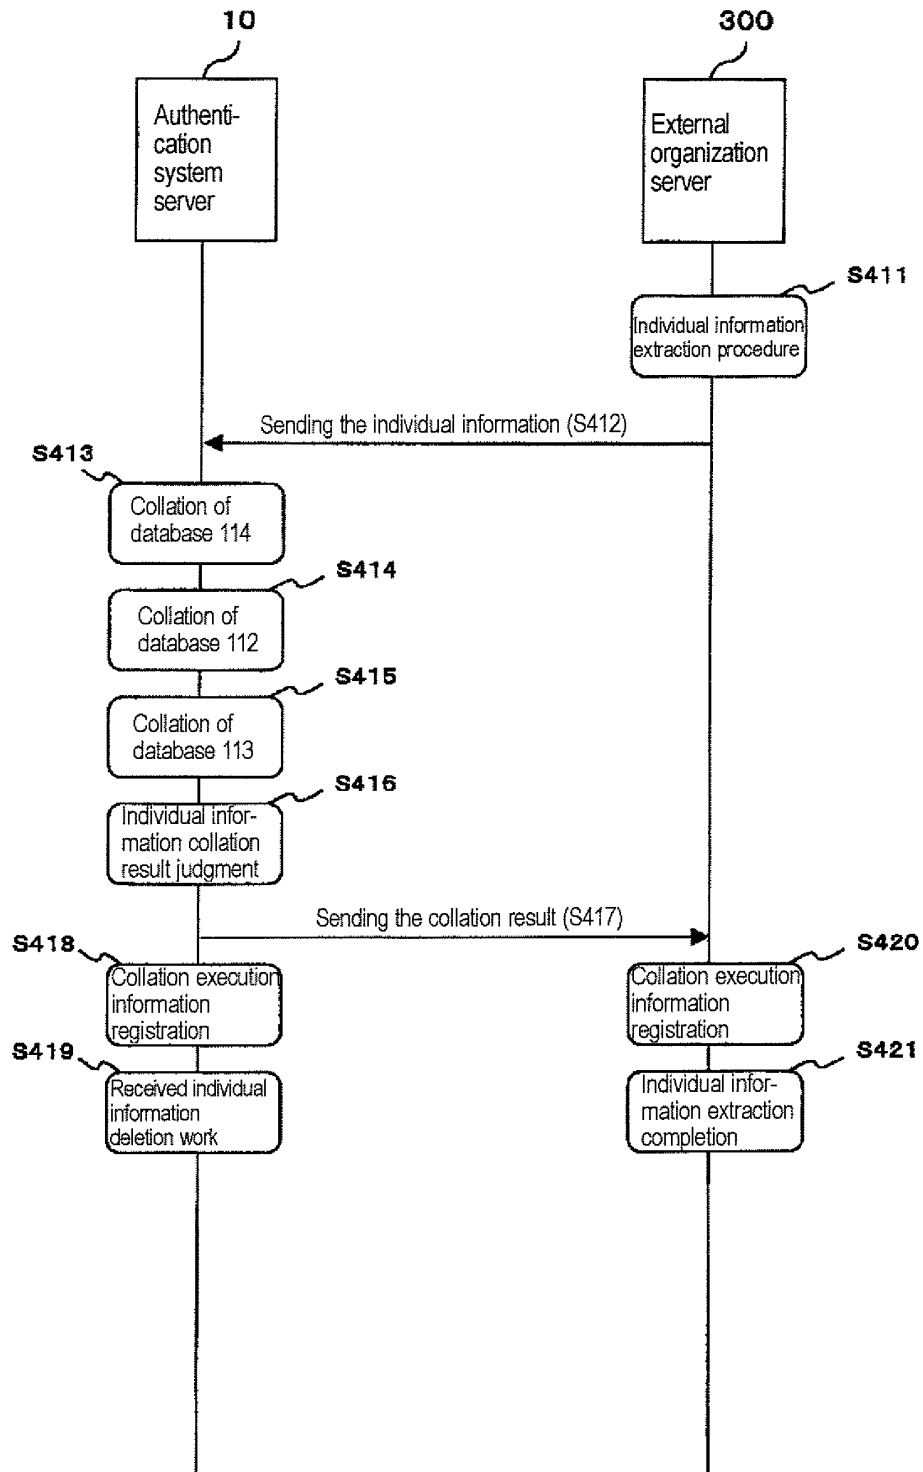 10
300
Authenti-
cation
system
server
External
organization
server
S411
Individual information
extraction procedure
Sending the individual information (S412)
S413
Collation of
database 114
S414
Collation of
database 112
S415
Collation of
database 113
S416
Individual infor-
mation collation
result judgment
Sending the collation result (S417)
S418
Collation execution
information
registration
S420
Collation execution
information
registration
S419
Received individual
information
deletion work
S421
Individual infor-
mation extraction
completion